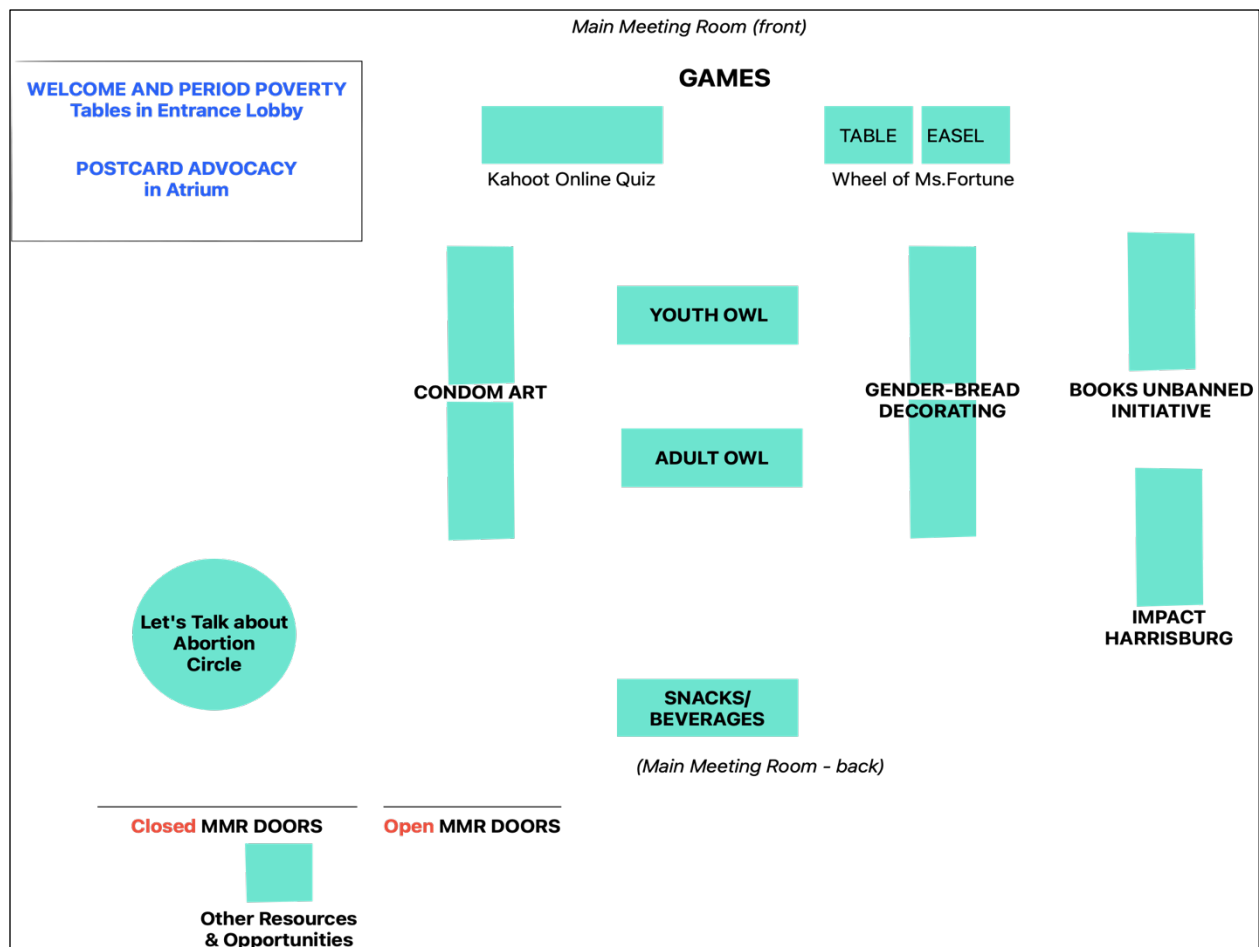 Main Meeting Room (front)
WELCOME AND PERIOD POVERTY
Tables in Entrance Lobby
POSTCARD ADVOCACY
in Atrium
GAMES
Kahoot Online Quiz
TABLE
EASEL
Wheel of Ms.Fortune
CONDOM ART
YOUTH OWL
ADULT OWL
GENDER-BREAD
DECORATING
BOOKS UNBANNED
INITIATIVE
IMPACT
HARRISBURG
Let's Talk about
Abortion
Circle
SNACKS/
BEVERAGES
(Main Meeting Room - back)
Closed MMR DOORS
Open MMR DOORS
Other Resources
& Opportunities